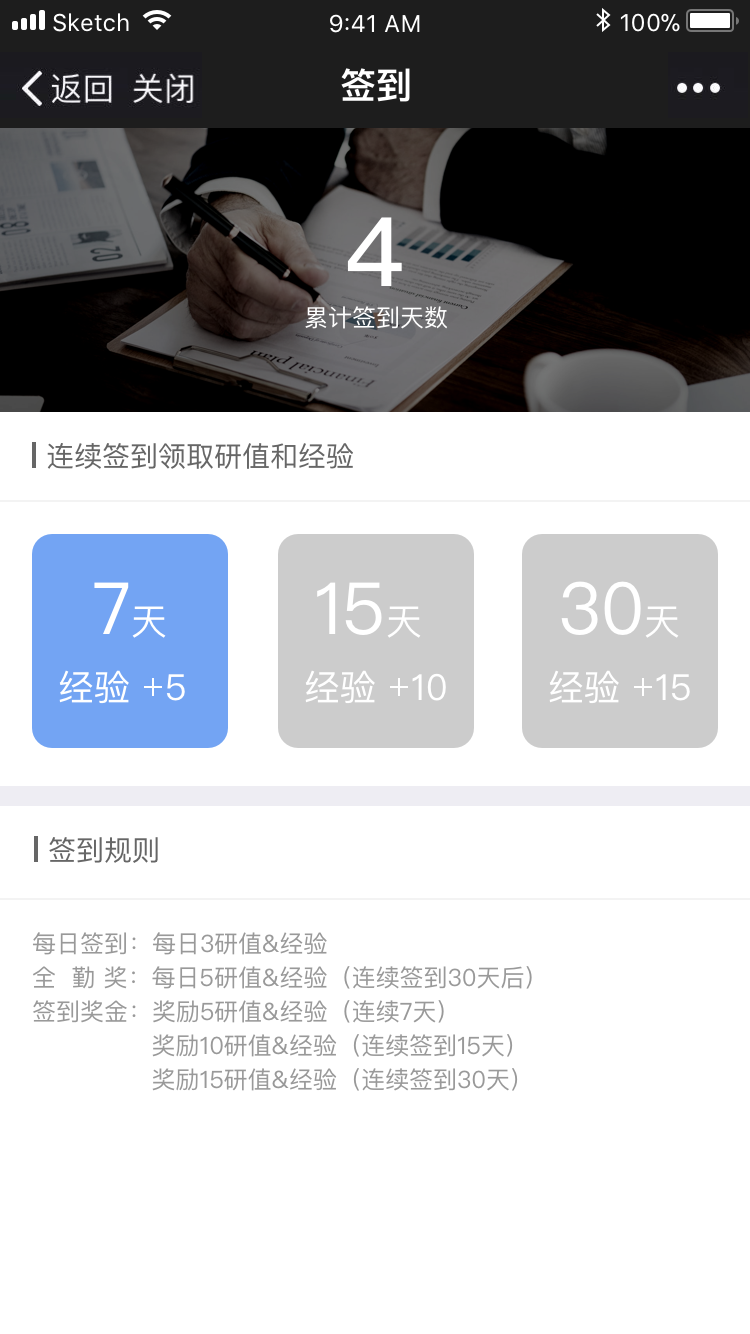 Sketch 9:41 AM 100%
返回 关闭 签到
4
累计签到天数
Financial plan
连续签到领取研值和经验
7天 15天 30天
经验 +5 经验 +10 经验 +15
签到规则
每日签到：每日3研值&经验
全 勤 奖：每日5研值&经验（连续签到30天后）
签到奖金：奖励5研值&经验（连续7天）
奖励10研值&经验（连续签到15天）
奖励15研值&经验（连续签到30天）